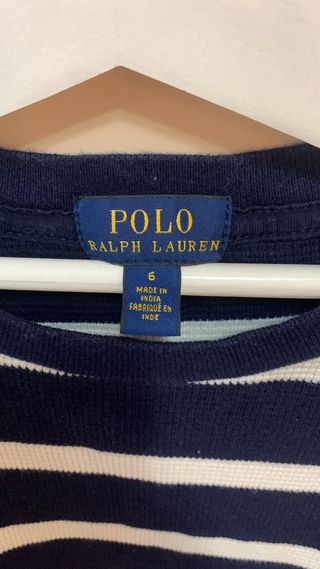 POLO
RALPH LAUREN
6
MADE IN
INDIA
FABRIQUÉ EN
INDE